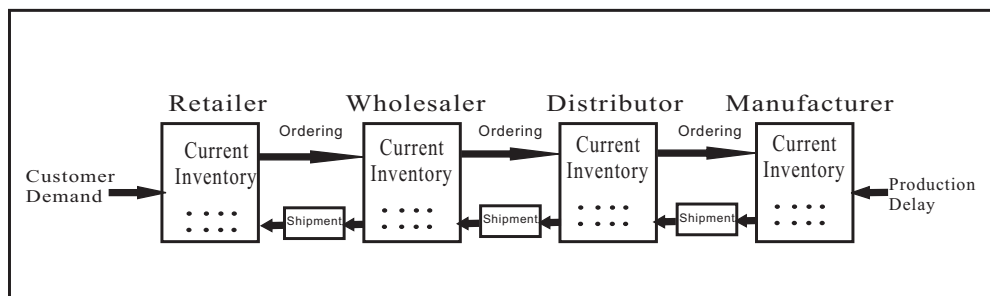 Retailer
Wholesaler
Distributor
Manufacturer
Ordering
Ordering
Ordering
Customer
Demand
Current
Inventory
Current
Inventory
Current
Inventory
Current
Inventory
Production
Delay
Shipment
Shipment
Shipment